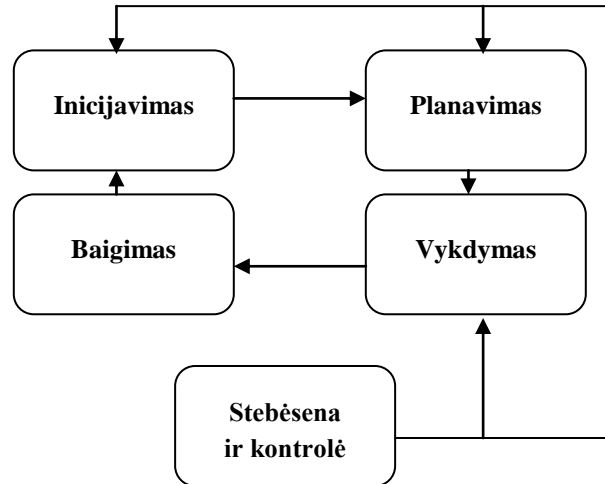 Inicijavimas
Planavimas
Baigimas
Vykdymas
Stebėsena
ir kontrolė